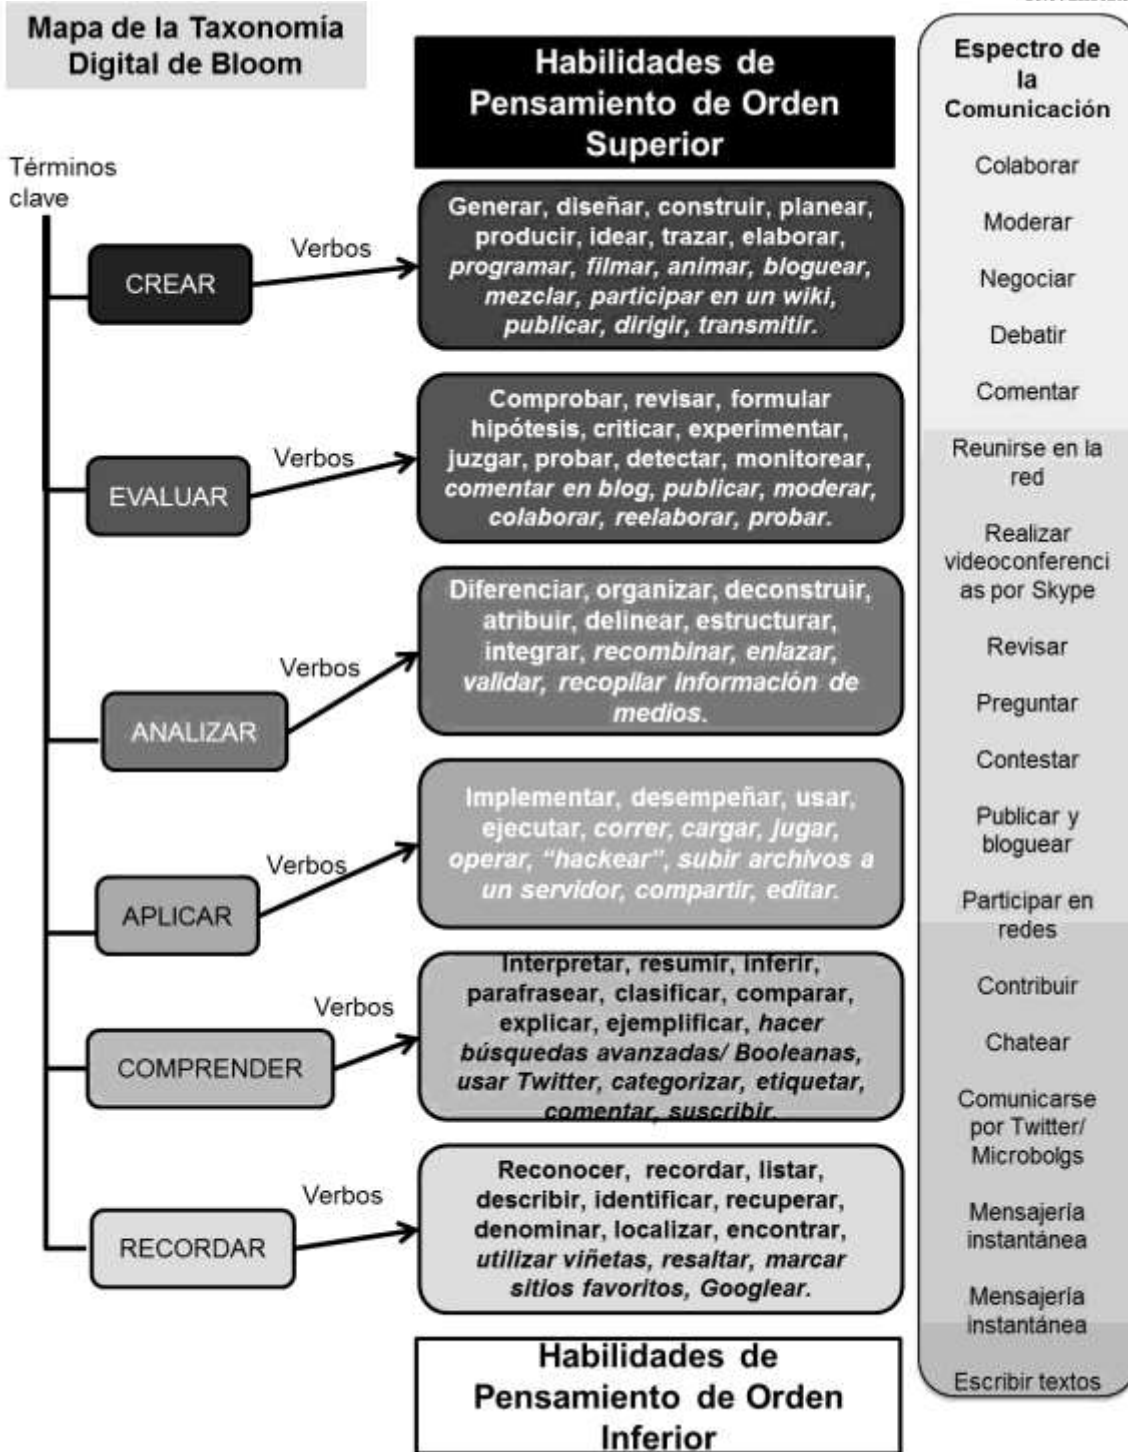 Mapa de la Taxonomía
Digital de Bloom
Términos
clave
Habilidades de
Pensamiento de Orden
Superior
CREAR
Verbos
Generar, diseñar, construir, planear,
producir, idear, trazar, elaborar,
programar, filmar, animar, bloguear,
mezclar, participar en un wiki,
publicar, dirigir, transmitir.
EVALUAR
Verbos
Comprobar, revisar, formular
hipótesis, criticar, experimentar,
juzgar, probar, detectar, monitorear,
comentar en blog, publicar, moderar,
colaborar, reelaborar, probar.
ANALIZAR
Verbos
Diferenciar, organizar, deconstruir,
atribuir, delinear, estructurar,
integrar, recombinar, enlazar,
validar, recopilar información de
medios.
APLICAR
Verbos
Implementar, desempeñar, usar,
ejecutar, correr, cargar, jugar,
operar, “hackear”, subir archivos a
un servidor, compartir, editar.
COMPRENDER
Verbos
Interpretar, resumir, inferir,
parafrasear, clasificar, comparar,
explicar, ejemplificar, hacer
búsquedas avanzadas/ Booleanas,
usar Twitter, categorizar, etiquetar,
comentar, suscribir.
RECORDAR
Verbos
Reconocer, recordar, listar,
describir, identificar, recuperar,
denominar, localizar, encontrar,
utilizar viñetas, resaltar, marcar
sitios favoritos, Googlear.
Habilidades de
Pensamiento de Orden
Inferior
Espectro de
la
Comunicación
Colaborar
Moderar
Negociar
Debatir
Comentar
Reunirse en la
red
Realizar
videoconferenci
as por Skype
Revisar
Preguntar
Contestar
Publicar y
bloguear
Participar en
redes
Contribuir
Chatear
Comunicarse
por Twitter/
Microbolgs
Mensajería
instantánea
Mensajería
instantánea
Escribir textos